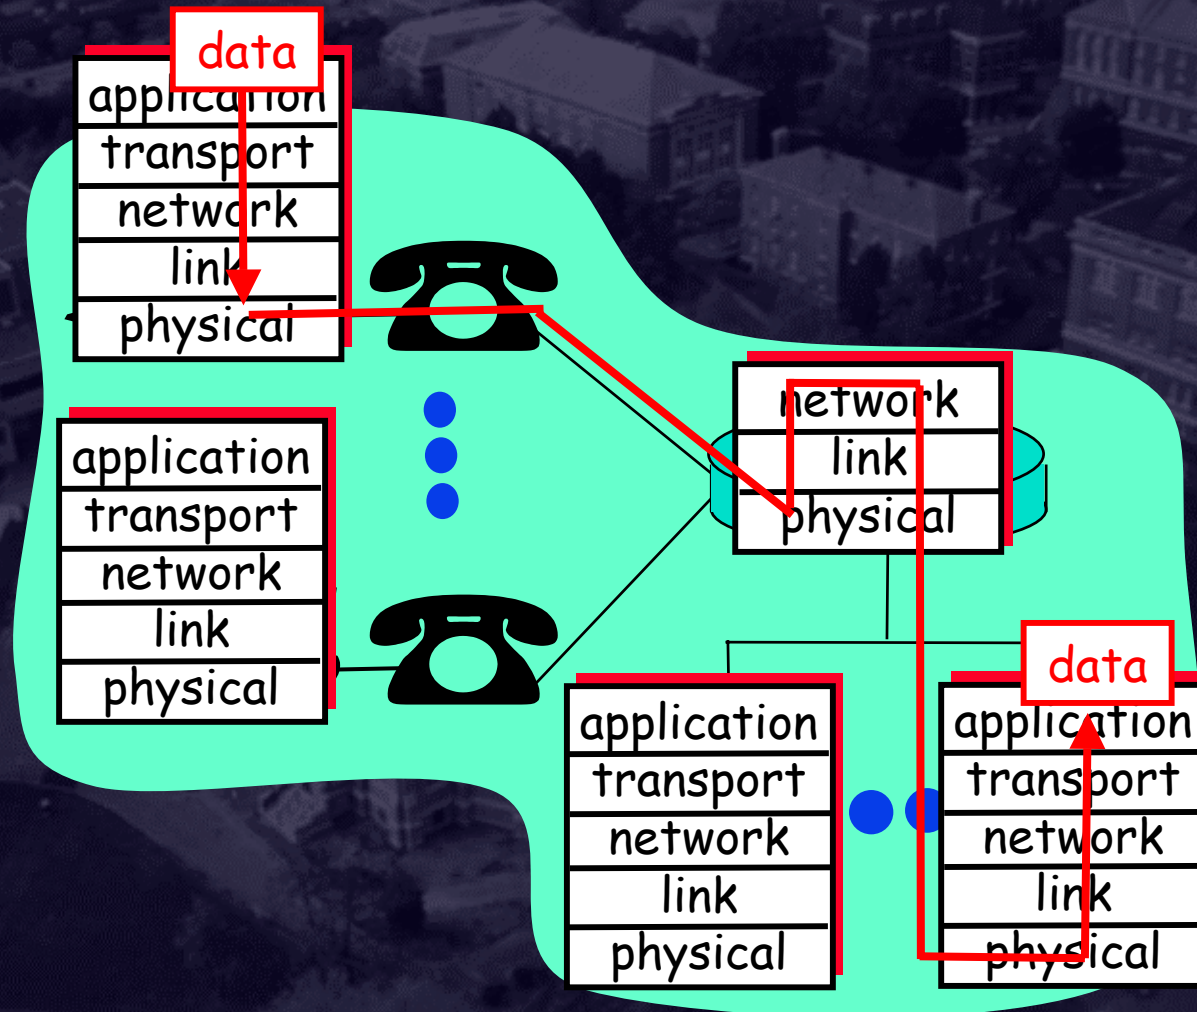 data
application
transport
network
link
physical
application
transport
network
link
physical
network
link
physical
application
transport
network
link
physical
data
application
transport
network
link
physical